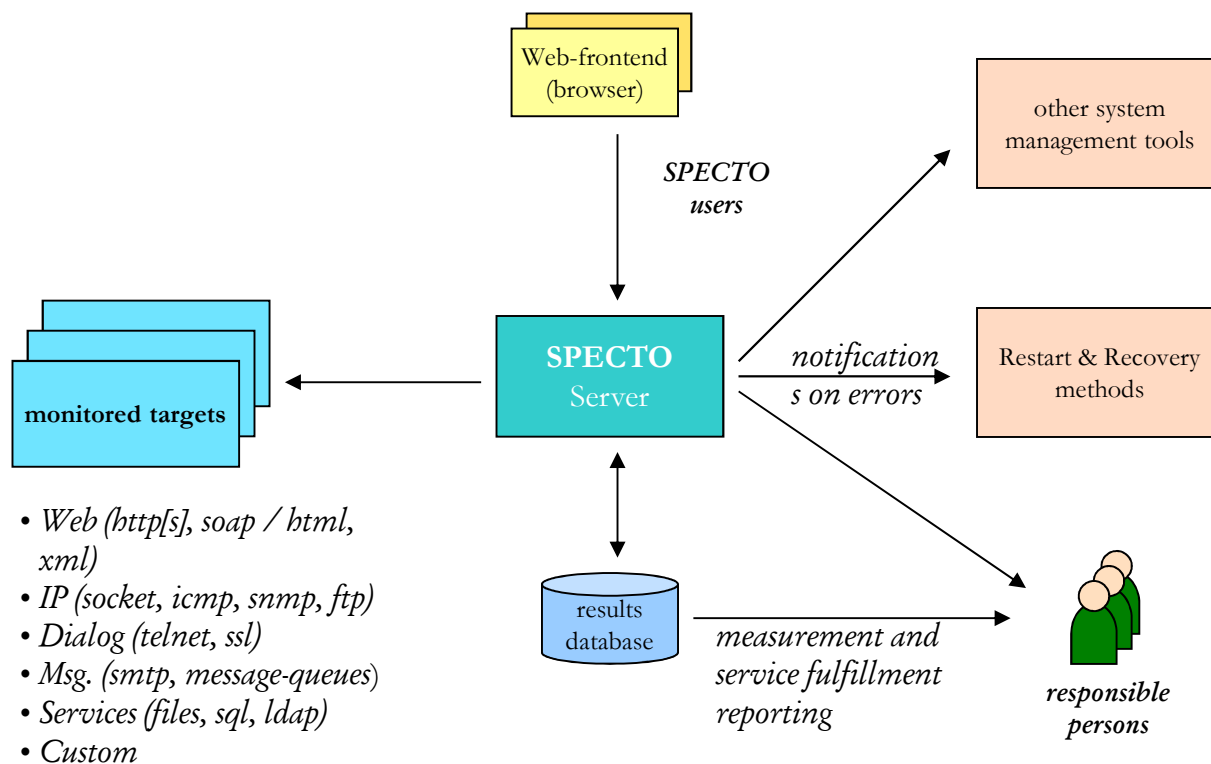 Web-frontend
(browser)
other system
management tools
SPECTO
users
SPECTO
Server
notification
s on errors
Restart & Recovery
methods
monitored targets
• Web (http[s], soap / html,
xml)
• IP (socket, icmp, snmp, ftp)
• Dialog (telnet, ssl)
• Msg. (smtp, message-queues)
• Services (files, sql, ldap)
• Custom
results
database
measurement and
service fulfillment
reporting
responsible
persons